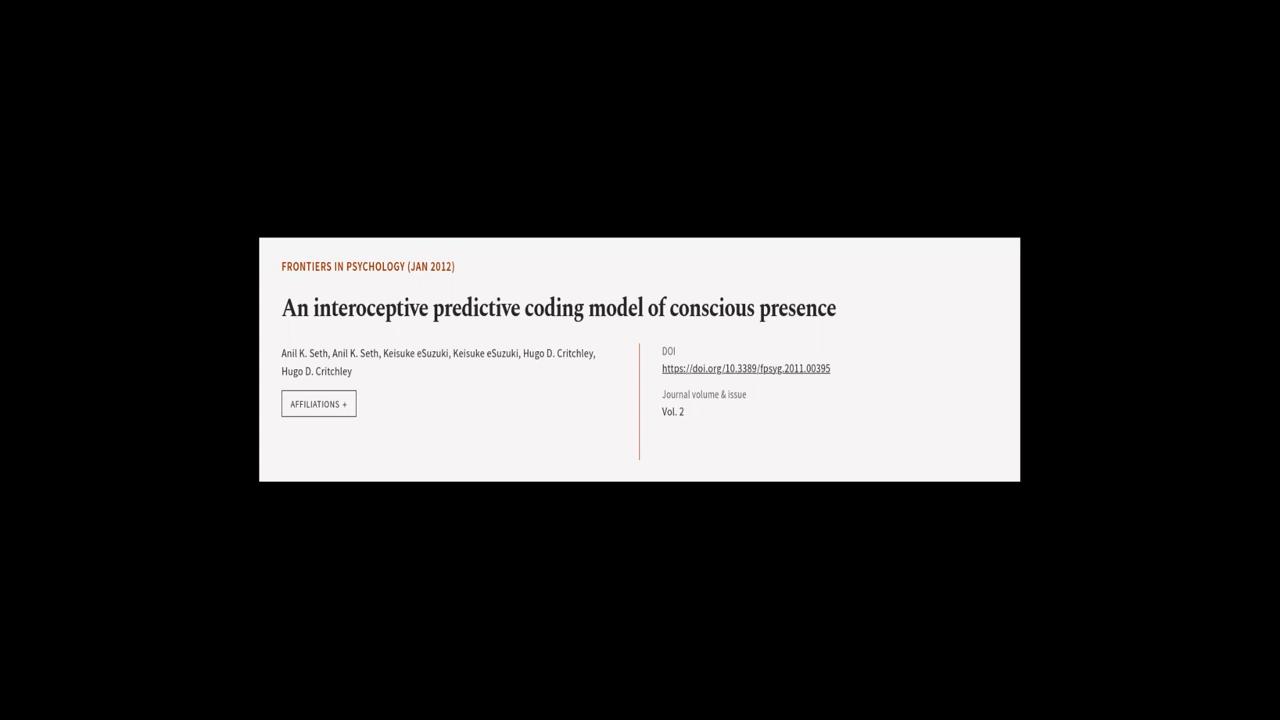 FRONTIERS IN PSYCHOLOGY (JAN 2012)
An interoceptive predictive coding model of conscious presence
Anil K. Seth, Anil K. Seth, Keisuke eSuzuki, Keisuke eSuzuki, Hugo D. Critchley,
Hugo D. Critchley
AFFILIATIONS +
DOI
https://doi.org/10.3389/fpsyg.2011.00395
Journal volume & issue
Vol. 2